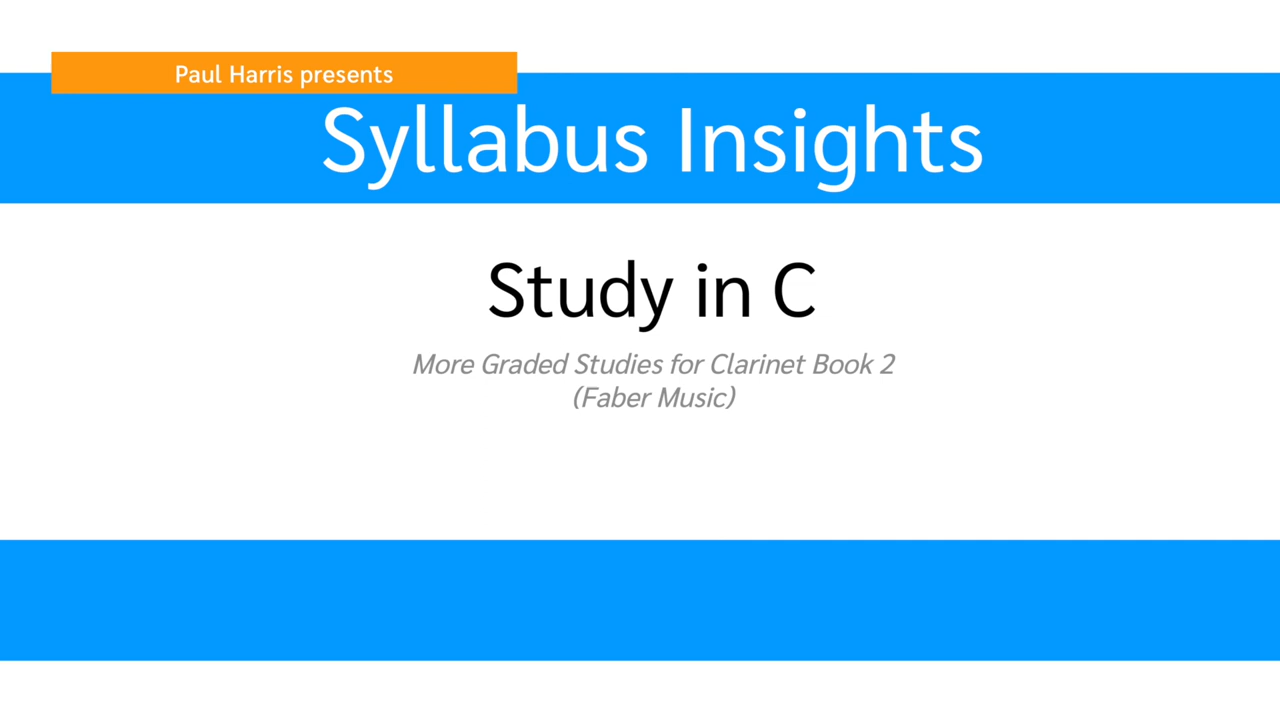 Paul Harris presents
Syllabus Insights
Study in C
More Graded Studies for Clarinet Book 2
(Faber Music)